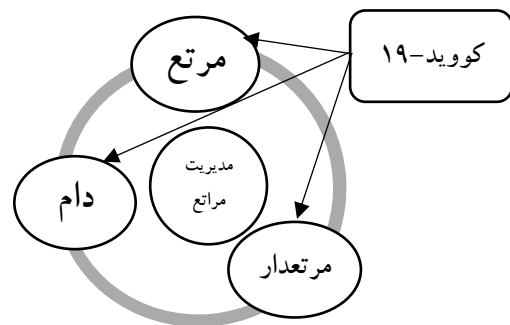 کووید-۱۹
مرتع
مدیریت
مراتع
دام
مرتعدار